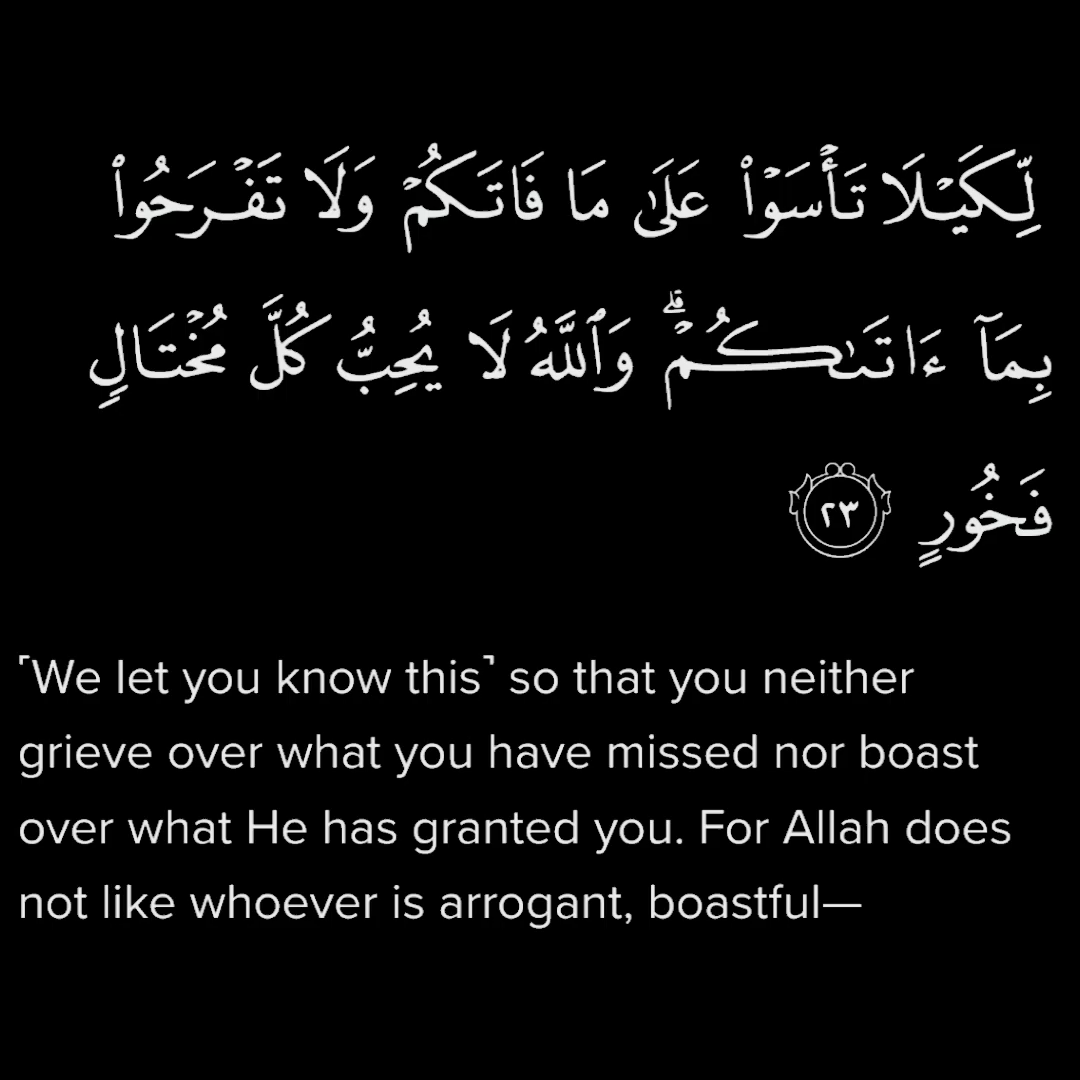 لِّكَيْلَا تَأْسَوْا۟ عَلَىٰ مَا فَاتَكُمْ وَلَا تَفْرَحُوا۟
بِمَآ ءَاتَىٰكُمْ ۗ وَٱللَّهُ لَا يُحِبُّ كُلَّ مُخْتَالٍ
فَخُورٍ ٢٣
⸢We let you know this⸣ so that you neither
grieve over what you have missed nor boast
over what He has granted you. For Allah does
not like whoever is arrogant, boastful—